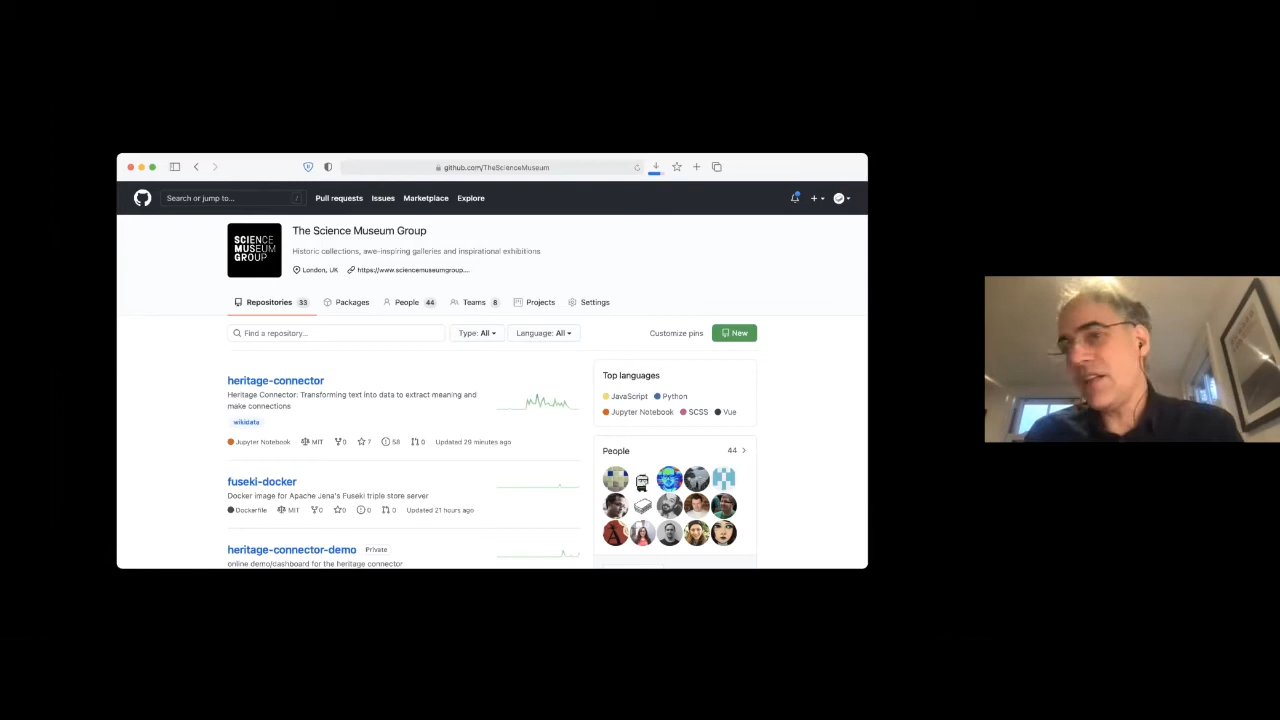 github.com/TheScienceMuseum
Search or jump to... /
Pull requests Issues Marketplace Explore
SCIENCE
MUSEUM
GROUP
The Science Museum Group
Historic collections, awe-inspiring galleries and inspirational exhibitions
London, UK https://www.sciencemuseumgroup....
Repositories 33 Packages People 44 Teams 8 Projects Settings
Find a repository... Type: All Language: All Customize pins New
heritage-connector
Heritage Connector: Transforming text into data to extract meaning and
make connections
wikidata
Jupyter Notebook MIT 0 7 58 0 Updated 29 minutes ago
fuseki-docker
Docker image for Apache Jena's Fuseki triple store server
Dockerfile MIT 0 0 0 0 Updated 21 hours ago
heritage-connector-demo Private
online demo/dashboard for the heritage connector
Top languages
JavaScript Python
Jupyter Notebook SCSS Vue
People 44